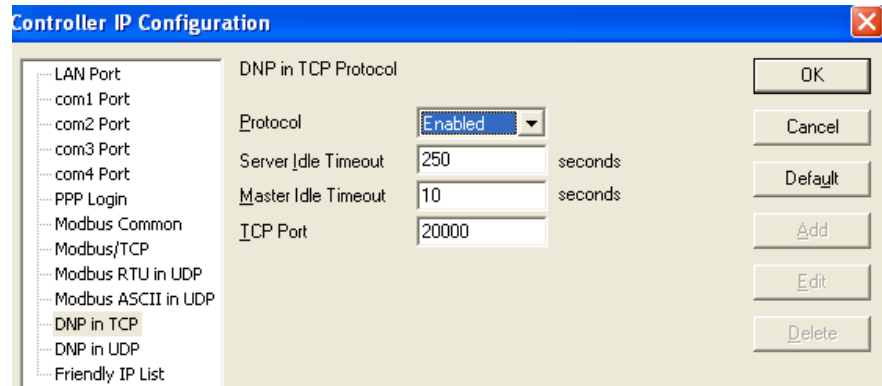 Controller IP Configuration
LAN Port
com1 Port
com2 Port
com3 Port
com4 Port
PPP Login
Modbus Common
Modbus/TCP
Modbus RTU in UDP
Modbus ASCII in UDP
DNP in TCP
DNP in UDP
Friendly IP List
DNP in TCP Protocol
Protocol Enabled
Server Idle Timeout 250 seconds
Master Idle Timeout 10 seconds
TCP Port 20000
OK
Cancel
Default
Add
Edit
Delete